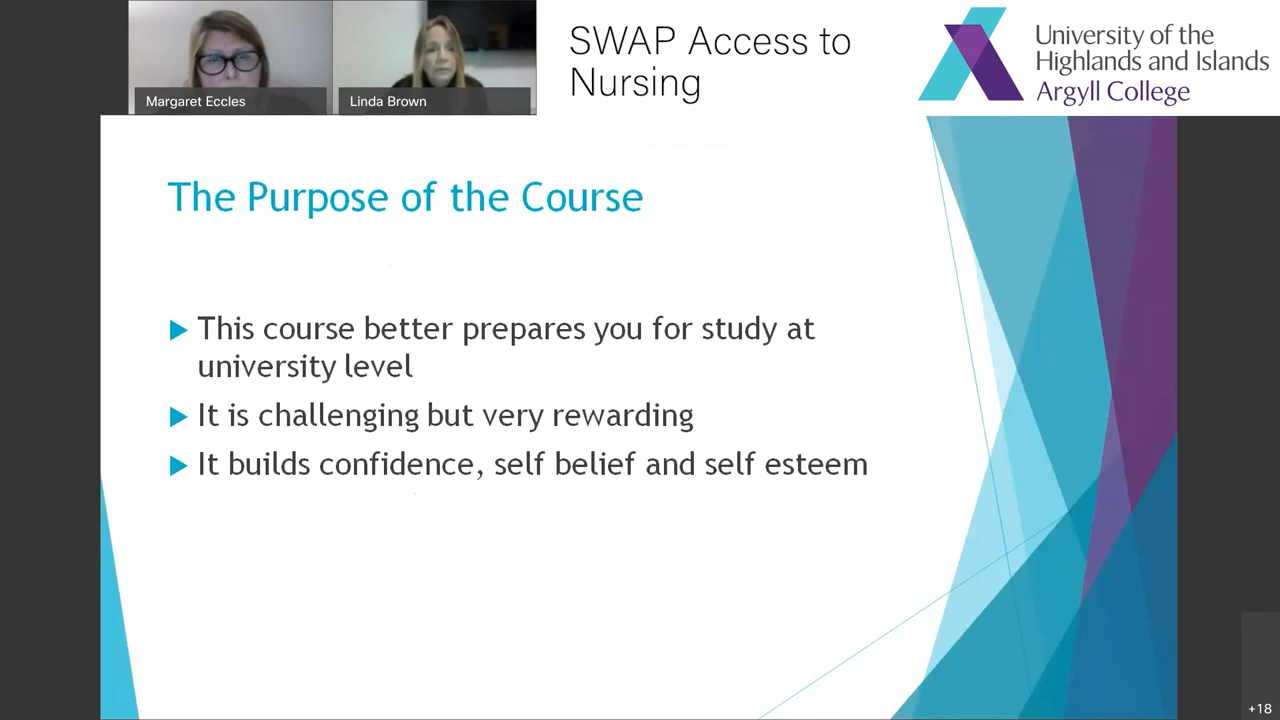 Margaret Eccles
Linda Brown
SWAP Access to
Nursing
University of the
Highlands and Islands
Argyll College
The Purpose of the Course
This course better prepares you for study at
university level
It is challenging but very rewarding
It builds confidence, self belief and self esteem
+18